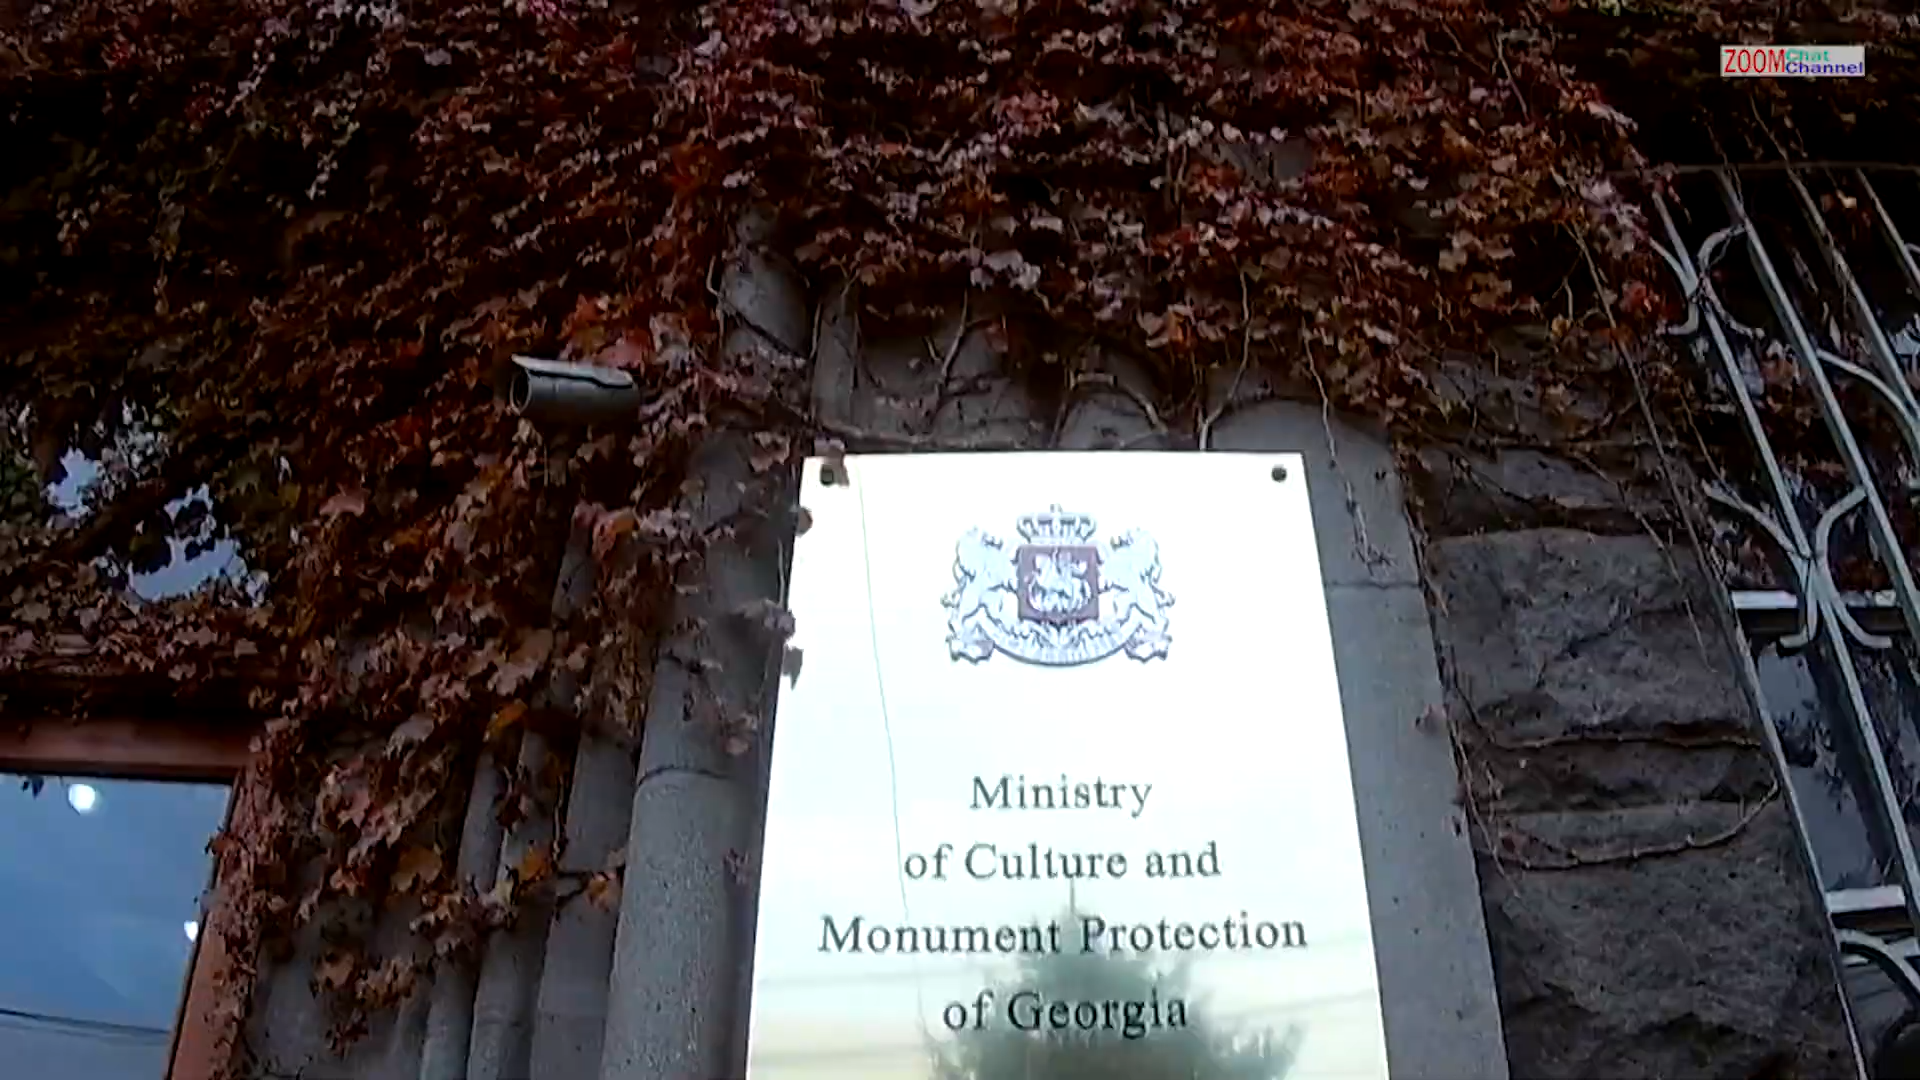 ZOOM Chat Channel
Ministry
of Culture and
Monument Protection
of Georgia